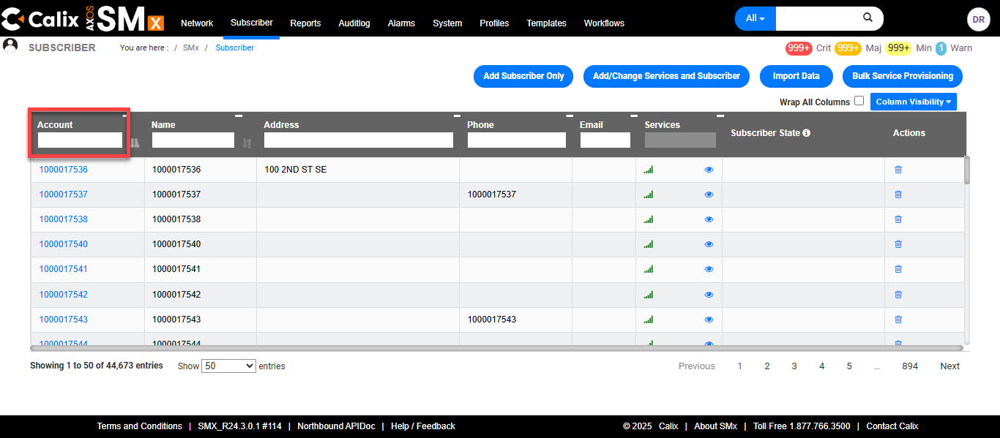 Calix AXOS SMx
Network Subscriber Reports Auditlog Alarms System Profiles Templates Workflows All DR
SUBSCRIBER You are here : / SMx / Subscriber 999+ Crit 999+ Maj 999+ Min 1 Warn
Add Subscriber Only Add/Change Services and Subscriber Import Data Bulk Service Provisioning
Wrap All Columns Column Visibility
Account Name Address Phone Email Services Subscriber State Actions
1000017536 1000017536 100 2ND ST SE
1000017537 1000017537 1000017537
1000017538 1000017538
1000017540 1000017540
1000017541 1000017541
1000017542 1000017542
1000017543 1000017543 1000017543
1000017544 1000017544
Showing 1 to 50 of 44,673 entries Show 50 entries Previous 1 2 3 4 5 ... 894 Next
Terms and Conditions | SMX_R24.3.0.1 #114 | Northbound APIDoc | Help / Feedback © 2025 Calix | About SMx | Toll Free 1.877.766.3500 | Contact Calix